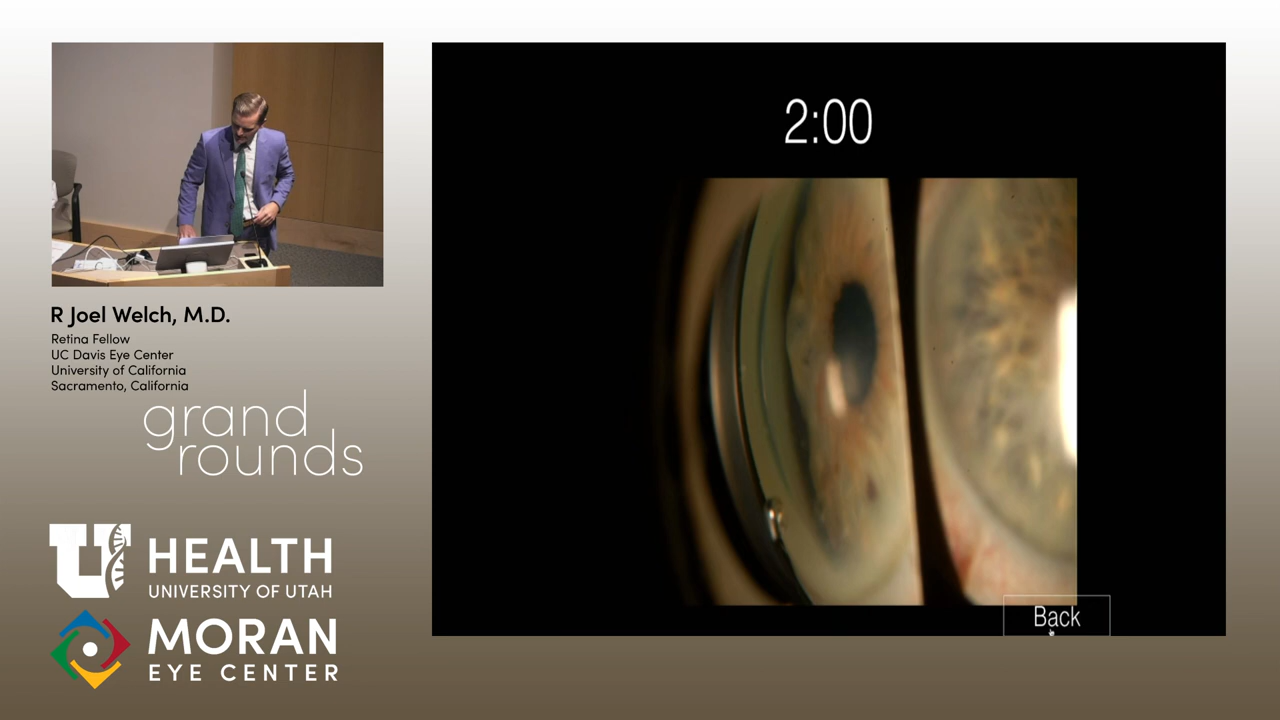 2:00
Back
R Joel Welch, M.D.
Retina Fellow
UC Davis Eye Center
University of California
Sacramento, California
grand
rounds
U HEALTH
UNIVERSITY OF UTAH
MORAN
EYE CENTER